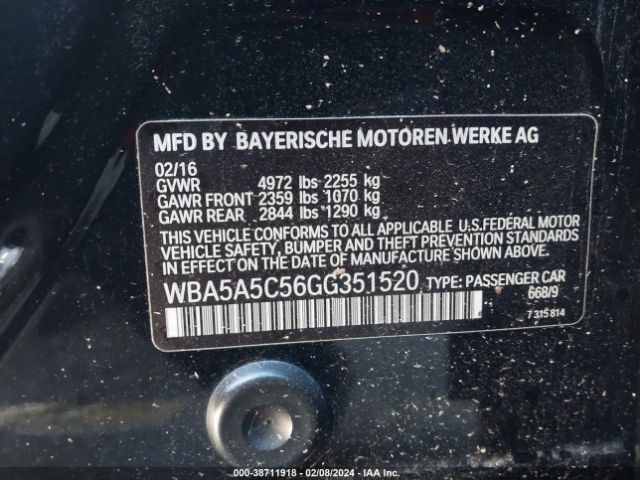 MFD BY BAYERISCHE MOTOREN WERKE AG
02/16
GVWR 4972 lbs 2255 kg
GAWR FRONT 2359 lbs 1070 kg
GAWR REAR 2844 lbs 1290 kg
THIS VEHICLE CONFORMS TO ALL APPLICABLE U.S.FEDERAL MOTOR
VEHICLE SAFETY, BUMPER AND THEFT PREVENTION STANDARDS
IN EFFECT ON THE DATE OF MANUFACTURE SHOWN ABOVE.
WBA5A5C56GG351520 TYPE: PASSENGER CAR
668/9
7 315 814
000-38711918 - 02/08/2024 - IAA Inc.